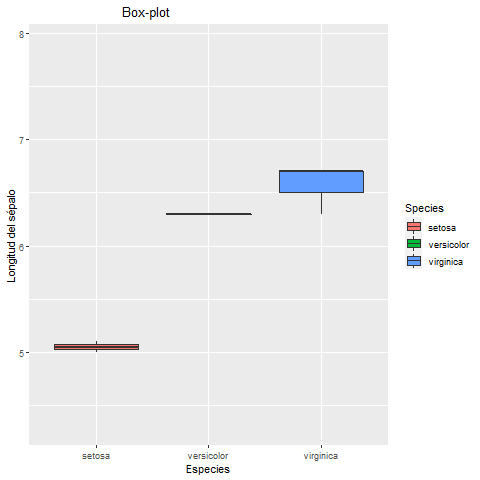 Box-plot
8
7
6
5
Longitud del sépalo
setosa versicolor virginica
Especies
Species
setosa
versicolor
virginica